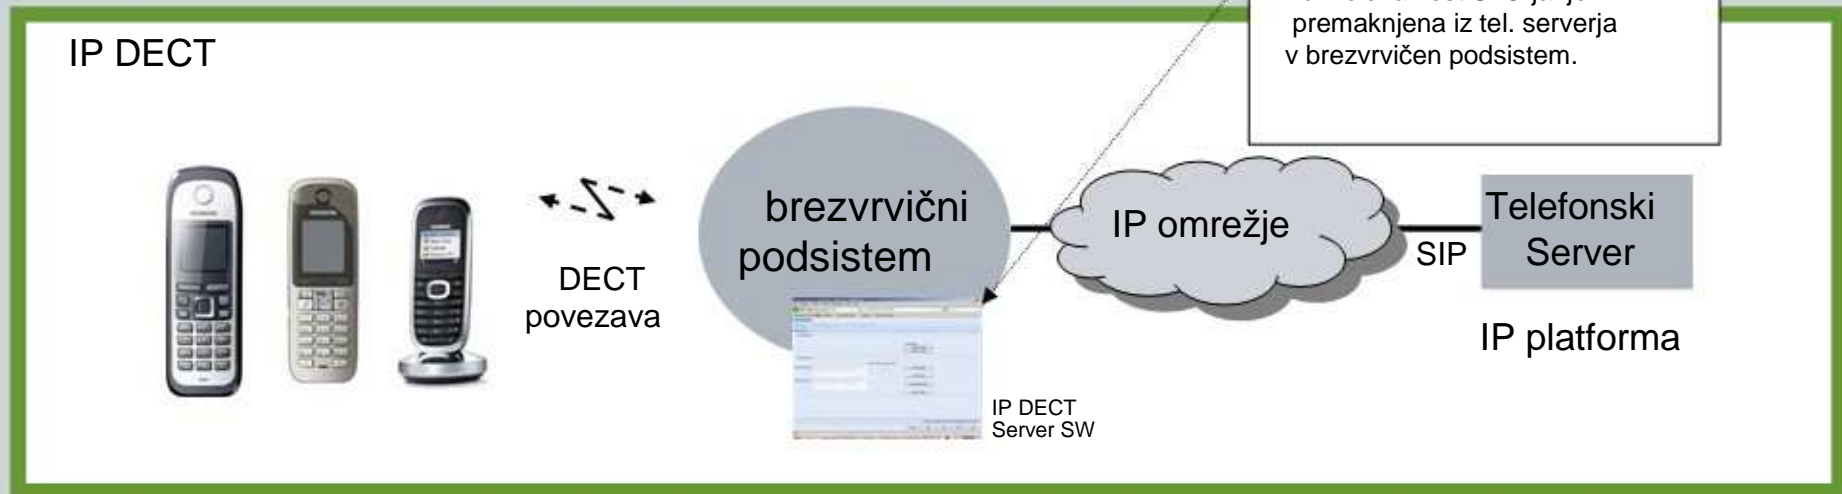 premaknjena iz tel. serverja
v brezvrvičen podsistem.
IP DECT
brezvrvični
podsistem
IP omrežje
SIP
Telefonski
Server
DECT
povezava
IP platforma
IP DECT
Server SW